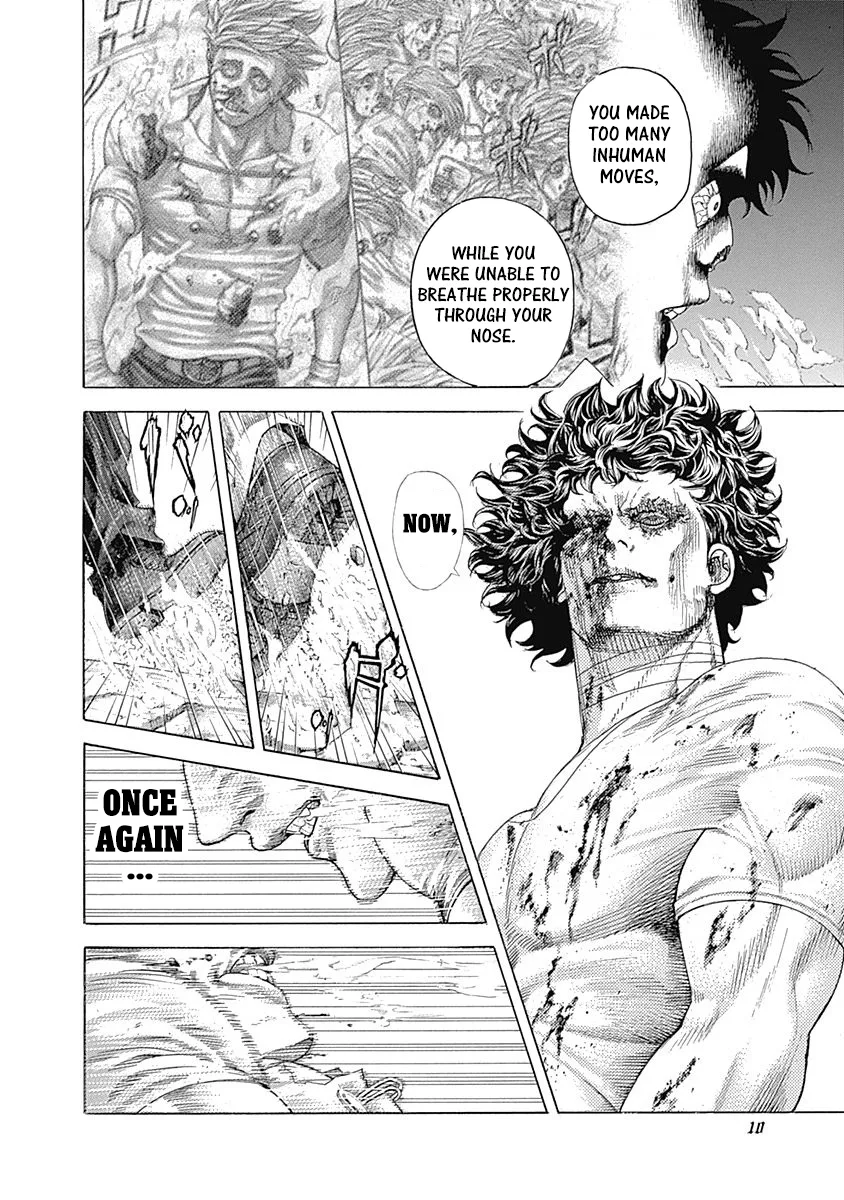 YOU MADE
TOO MANY
INHUMAN
MOVES,
WHILE YOU
WERE UNABLE TO
BREATHE PROPERLY
THROUGH YOUR
NOSE.
NOW,
ONCE
AGAIN
...
10